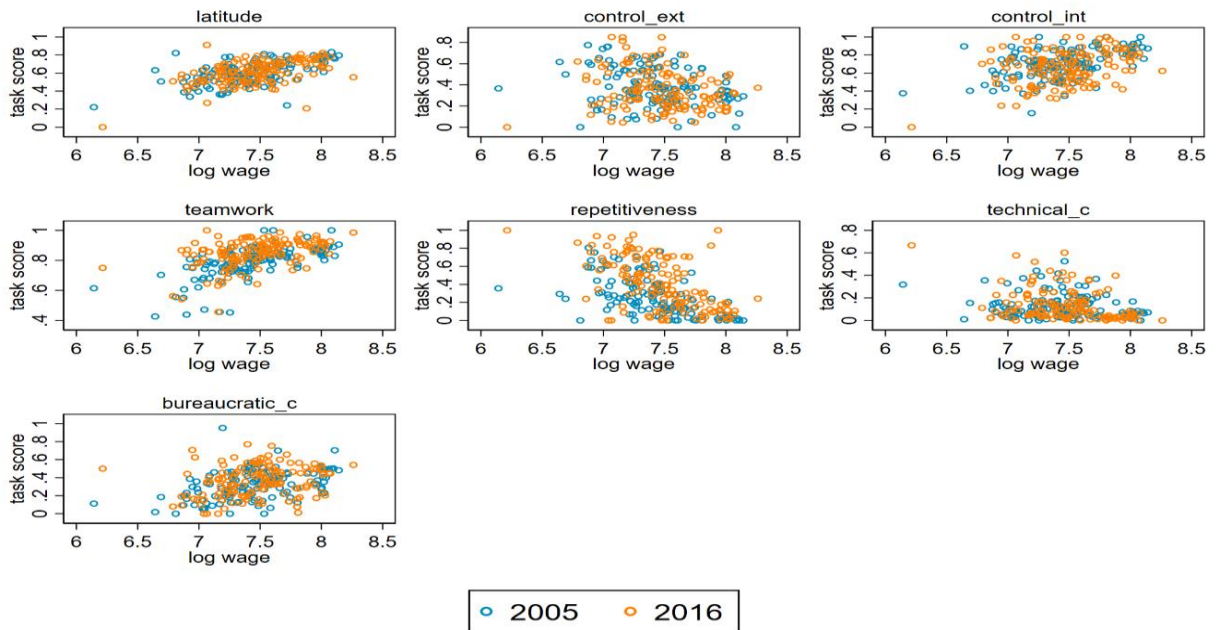 latitude
task score
0 .2 .4 .6 .8 1
6 6.5 7 7.5 8 8.5
log wage
control_ext
task score
0 .2 .4 .6 .8
6 6.5 7 7.5 8 8.5
log wage
control_int
task score
0 .2 .4 .6 .8 1
6 6.5 7 7.5 8 8.5
log wage
teamwork
task score
.4 .6 .8 1
6 6.5 7 7.5 8 8.5
log wage
repetitiveness
task score
0 .2 .4 .6 .8 1
6 6.5 7 7.5 8 8.5
log wage
technical_c
task score
0 .2 .4 .6 .8
6 6.5 7 7.5 8 8.5
log wage
bureaucratic_c
task score
0 .2 .4 .6 .8 1
6 6.5 7 7.5 8 8.5
log wage
2005 2016